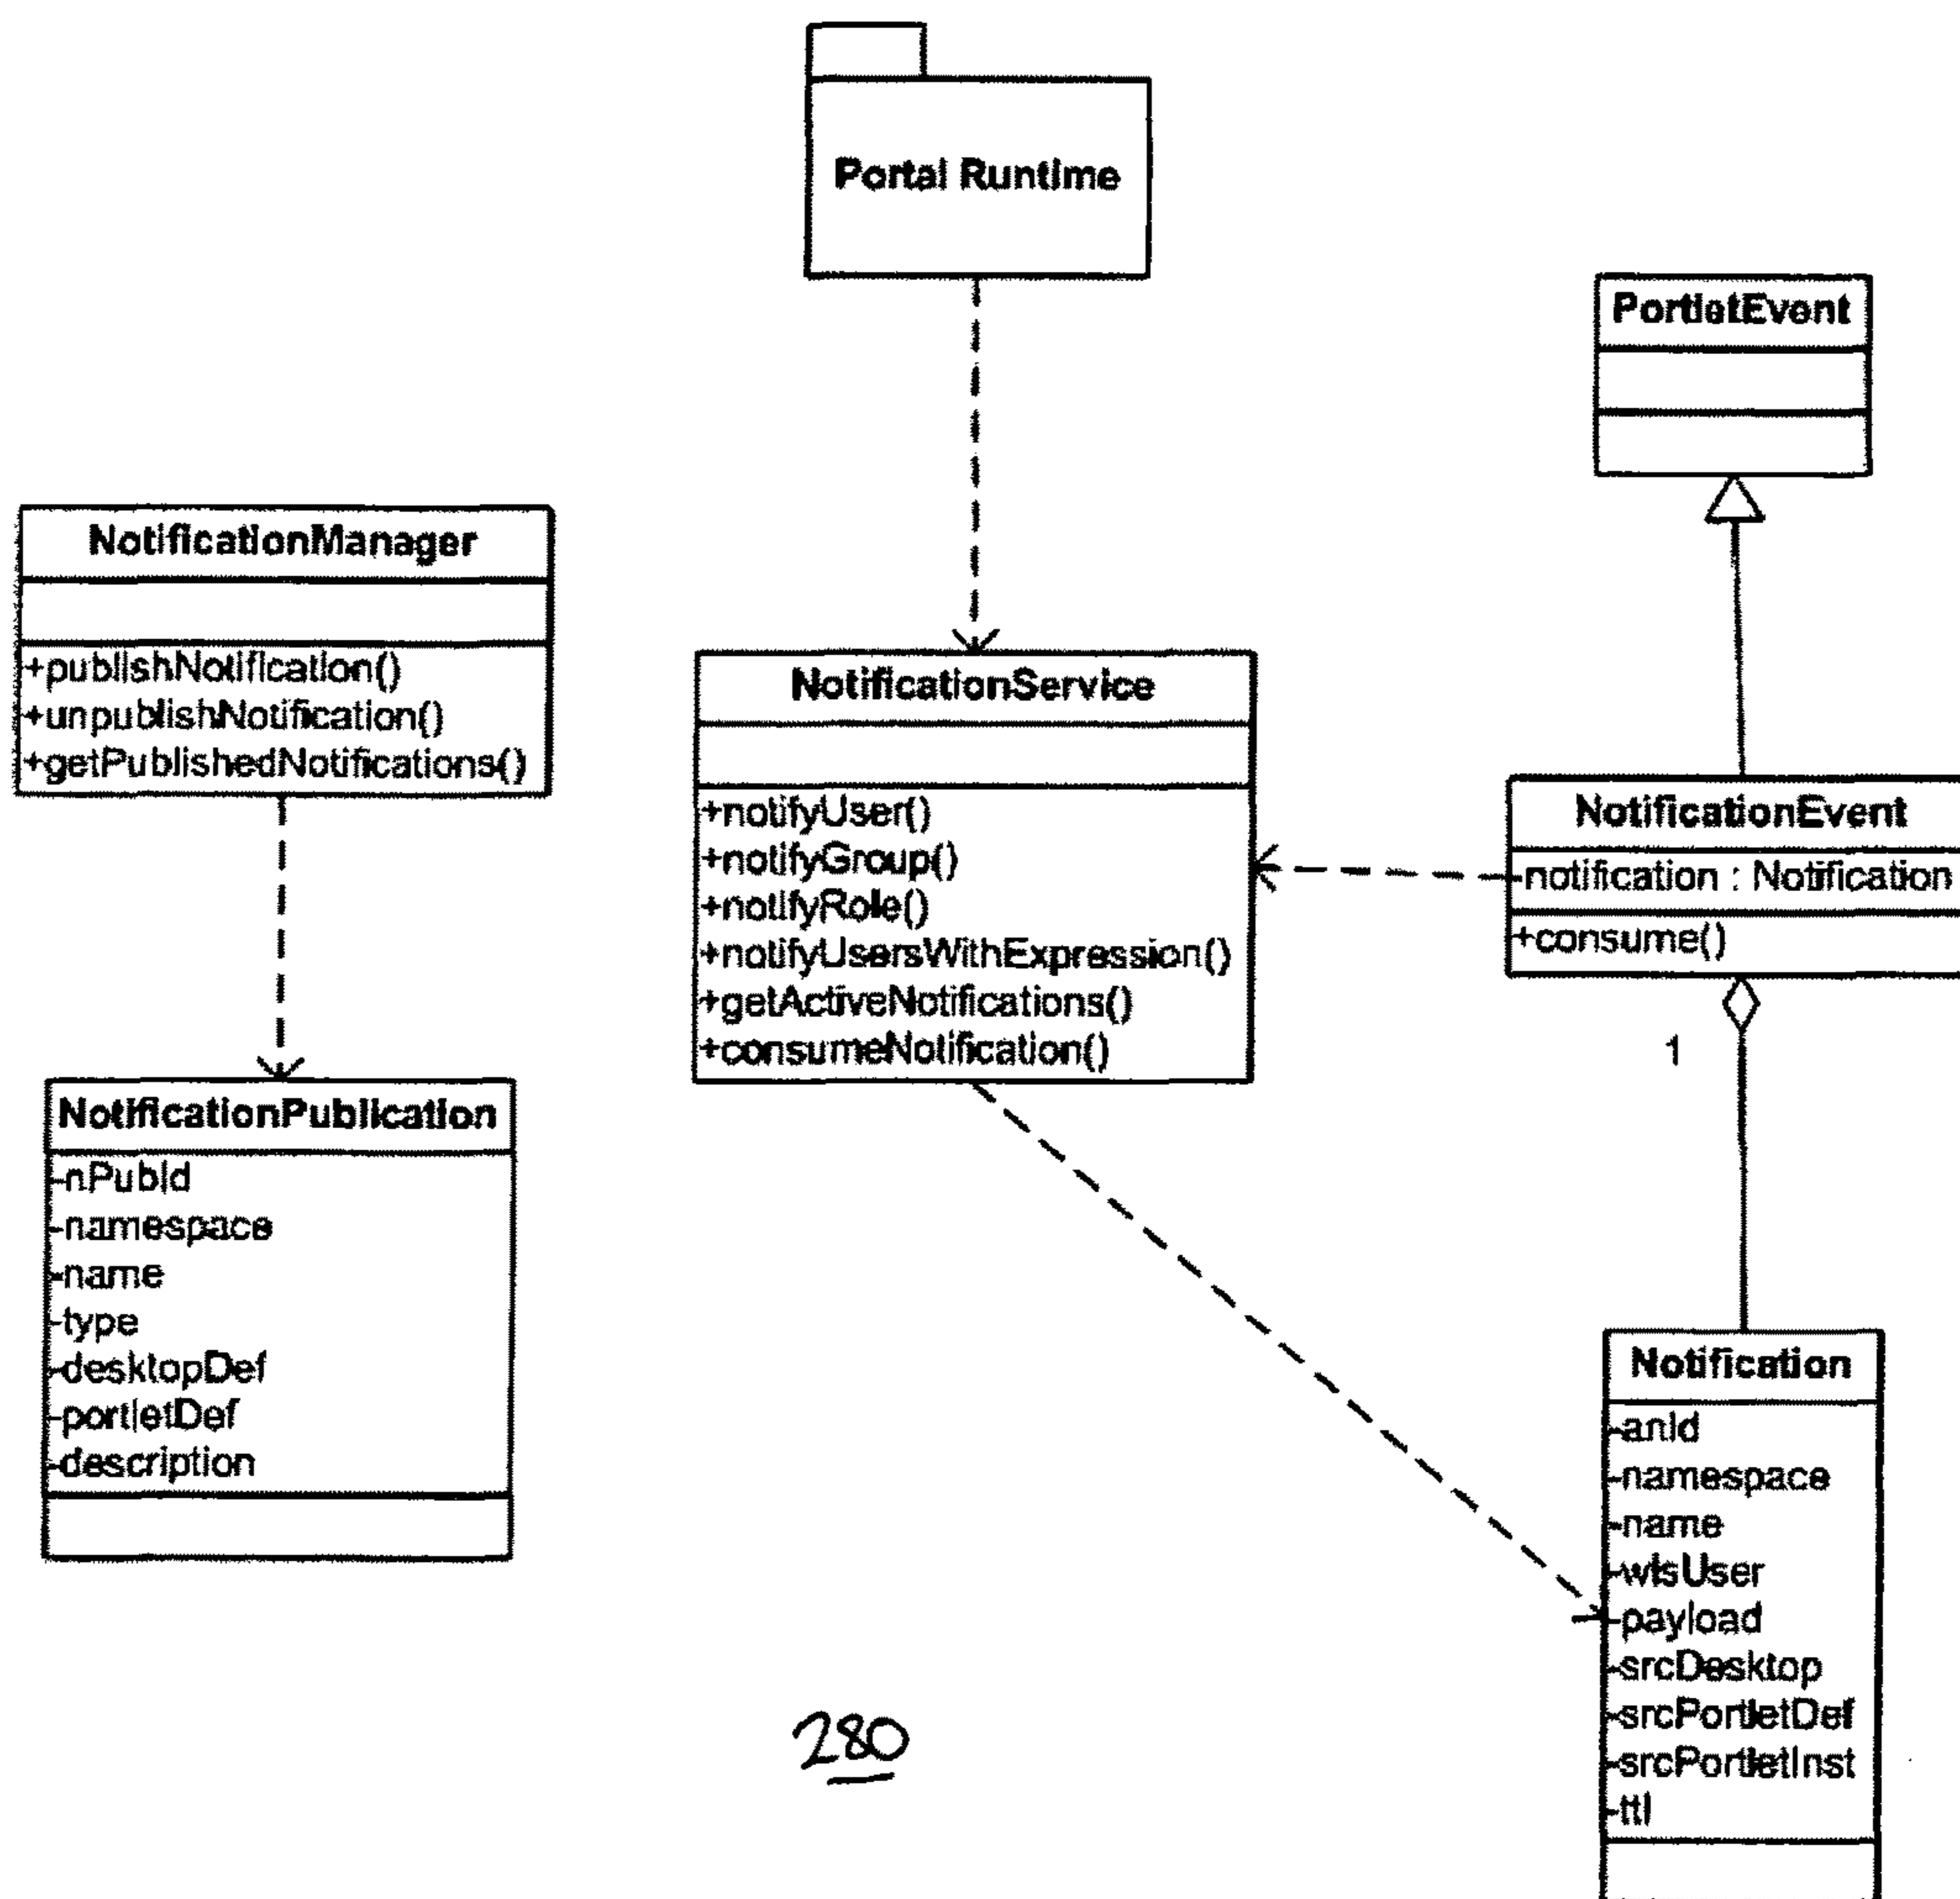 Portal Runtime
PortletEvent
NotificationManager
+publishNotification()
+unpublishNotification()
+getPublishedNotifications()
NotificationService
+notifyUser()
+notifyGroup()
+notifyRole()
+notifyUsersWithExpression()
+getActiveNotifications()
+consumeNotification()
NotificationEvent
-notification : Notification
+consume()
1
NotificationPublication
-nPubId
-namespace
-name
-type
-desktopDef
-portletDef
-description
Notification
-anId
-namespace
-name
-wlsUser
-payload
-srcDesktop
-srcPortletDef
-srcPortletInst
-ttl
280